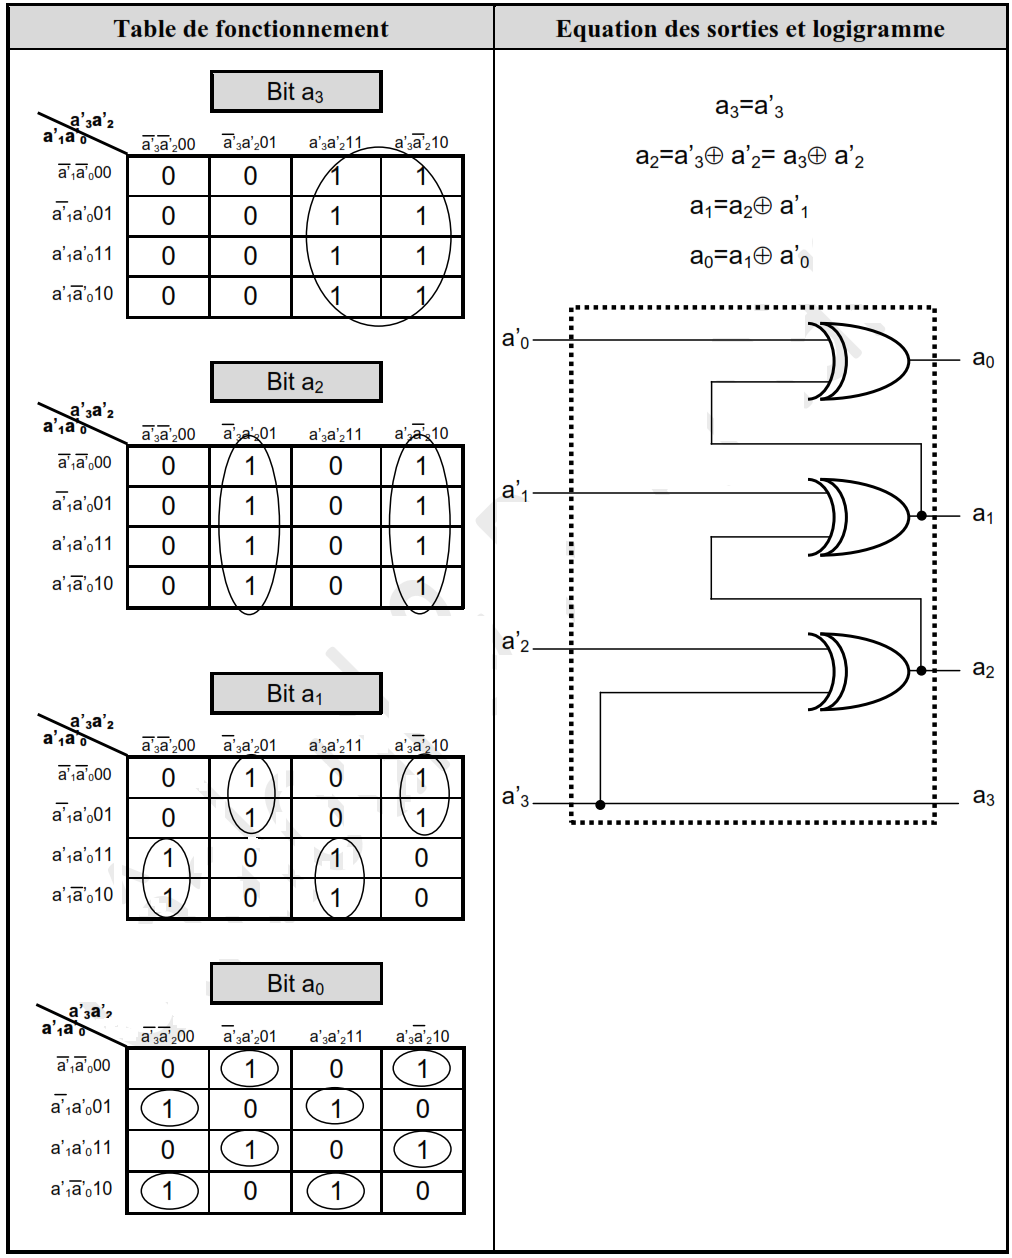 Table de fonctionnement
Bit a₃
a’₃a’₂
a’₁a’₀
a̅’₃a̅’₂00 a̅’₃a’₂01 a’₃a’₂11 a’₃a̅’₂10
a̅’₁a̅’₀00 0 0 1 1
a̅’₁a’₀01 0 0 1 1
a’₁a’₀11 0 0 1 1
a’₁a̅’₀10 0 0 1 1
Bit a₂
a’₃a’₂
a’₁a’₀
a̅’₃a̅’₂00 a̅’₃a’₂01 a’₃a’₂11 a’₃a̅’₂10
a̅’₁a̅’₀00 0 1 0 1
a̅’₁a’₀01 0 1 0 1
a’₁a’₀11 0 1 0 1
a’₁a̅’₀10 0 1 0 1
Bit a₁
a’₃a’₂
a’₁a’₀
a̅’₃a̅’₂00 a̅’₃a’₂01 a’₃a’₂11 a’₃a̅’₂10
a̅’₁a̅’₀00 0 1 0 1
a̅’₁a’₀01 0 1 0 1
a’₁a’₀11 1 0 1 0
a’₁a̅’₀10 1 0 1 0
Bit a₀
a’₃a’₂
a’₁a’₀
a̅’₃a̅’₂00 a̅’₃a’₂01 a’₃a’₂11 a’₃a̅’₂10
a̅’₁a̅’₀00 0 1 0 1
a̅’₁a’₀01 1 0 1 0
a’₁a’₀11 0 1 0 1
a’₁a̅’₀10 1 0 1 0
Equation des sorties et logigramme
a₃=a’₃
a₂=a’₃⊕ a’₂= a₃⊕ a’₂
a₁=a₂⊕ a’₁
a₀=a₁⊕ a’₀
a’₀ a₀
a’₁ a₁
a’₂ a₂
a’₃ a₃